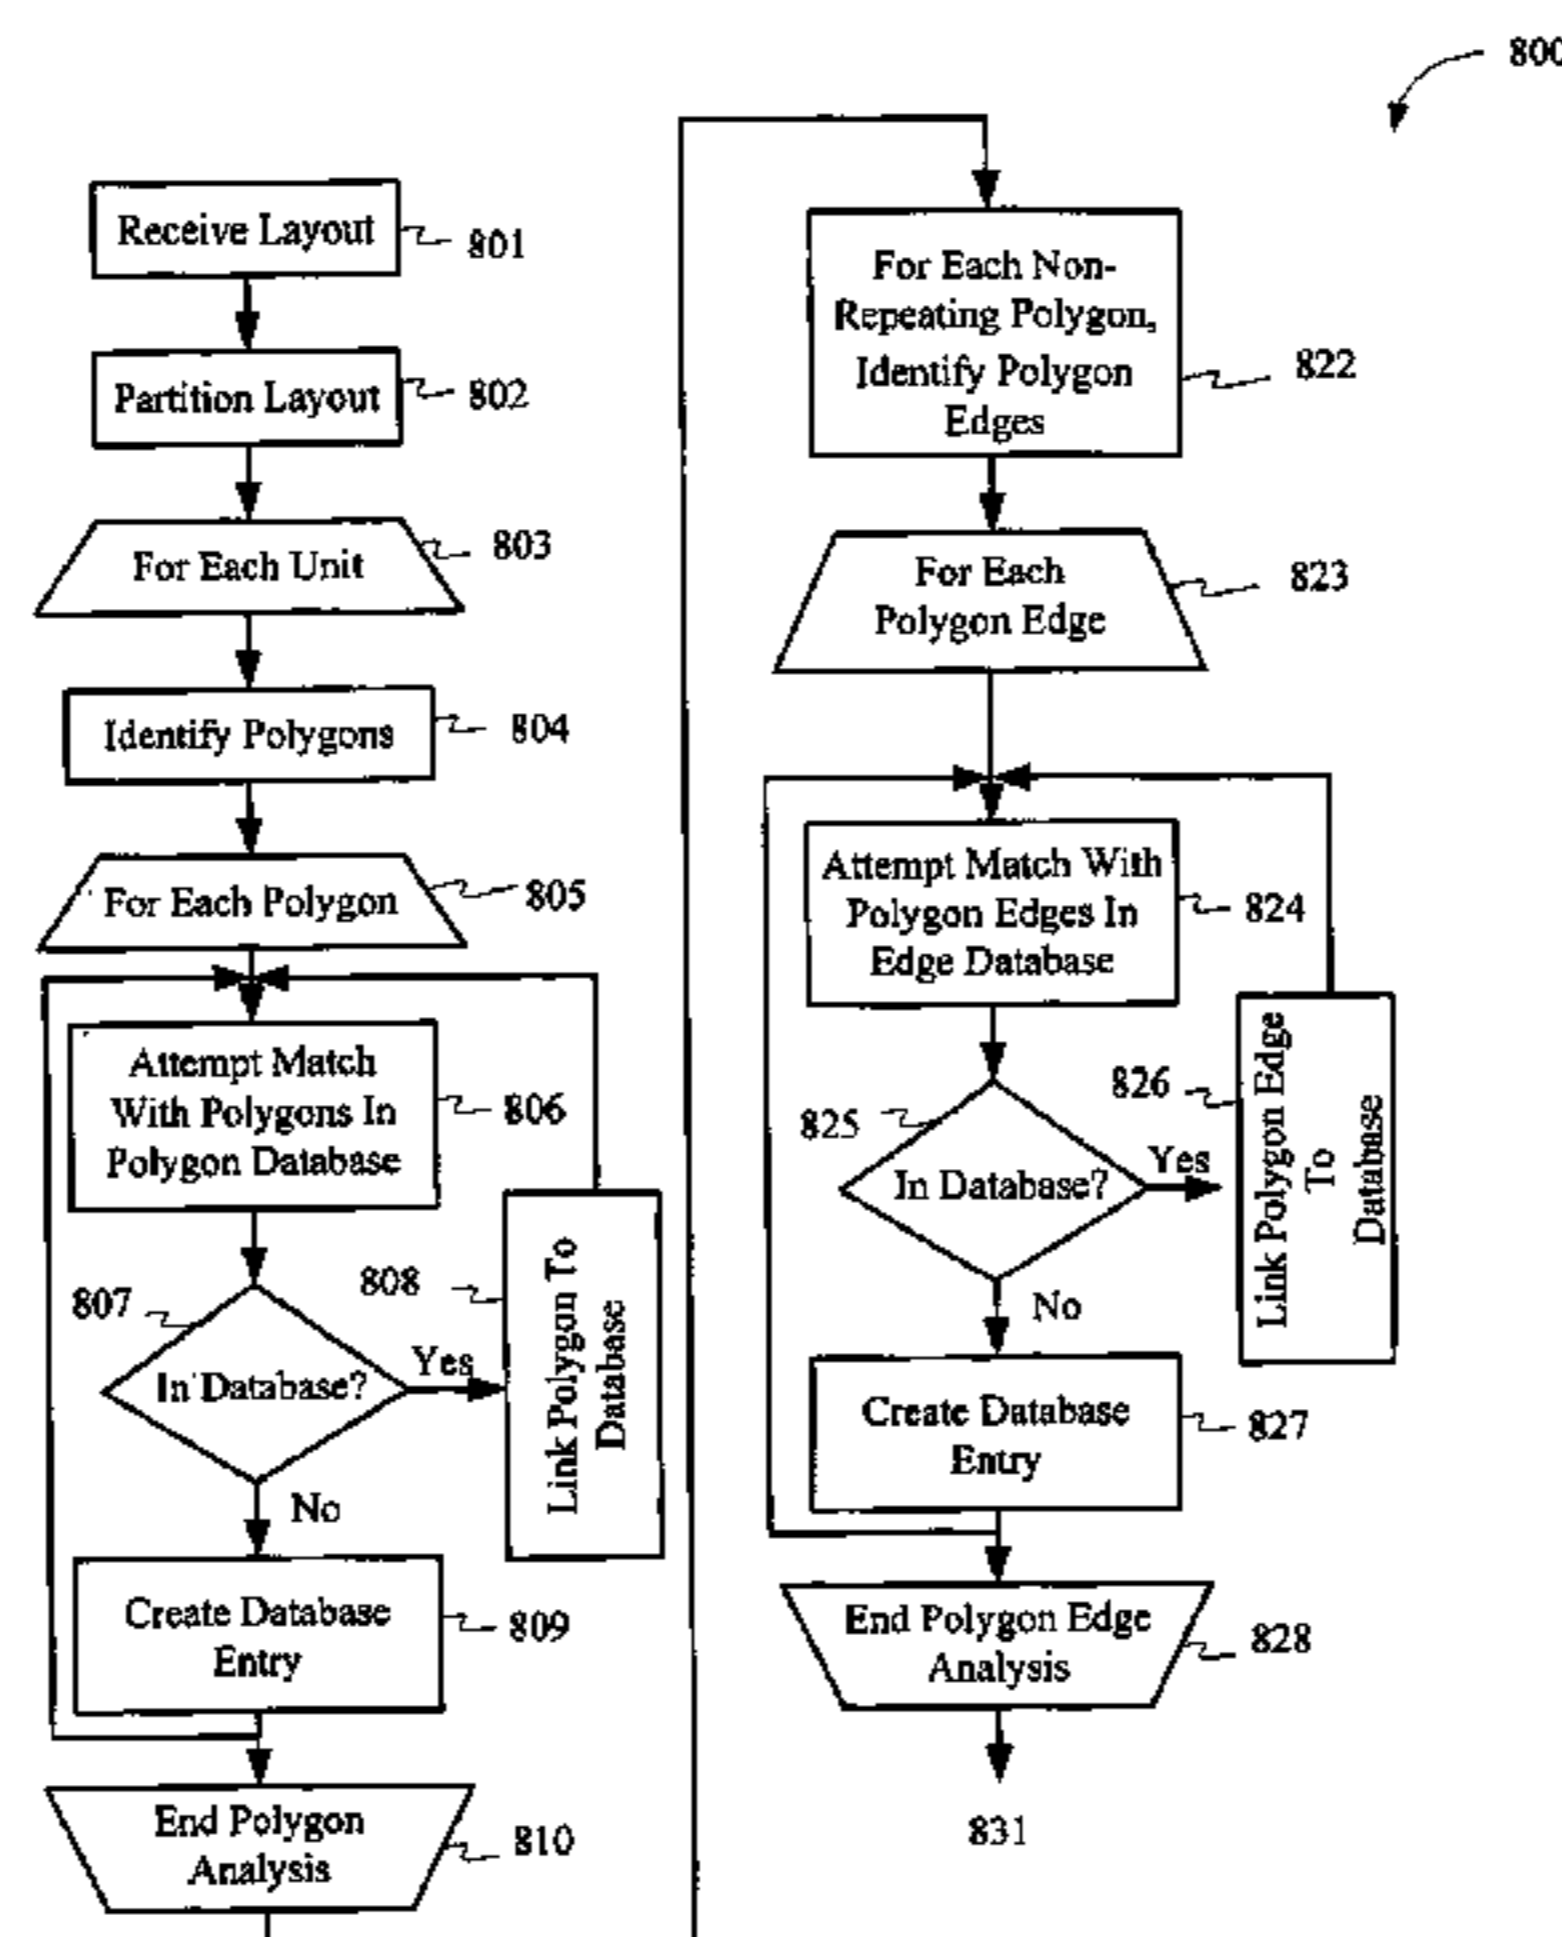 800
Receive Layout
801
Partition Layout
802
For Each Unit
803
Identify Polygons
804
For Each Polygon
805
Attempt Match
With Polygons In
Polygon Database
806
807
In Database?
Yes
No
808
Link Polygon To
Database
Create Database
Entry
809
End Polygon
Analysis
810
For Each Non-
Repeating Polygon,
Identify Polygon
Edges
822
For Each
Polygon Edge
823
Attempt Match With
Polygon Edges In
Edge Database
824
825
In Database?
Yes
No
826
Link Polygon Edge
To
Database
Create Database
Entry
827
End Polygon Edge
Analysis
828
831